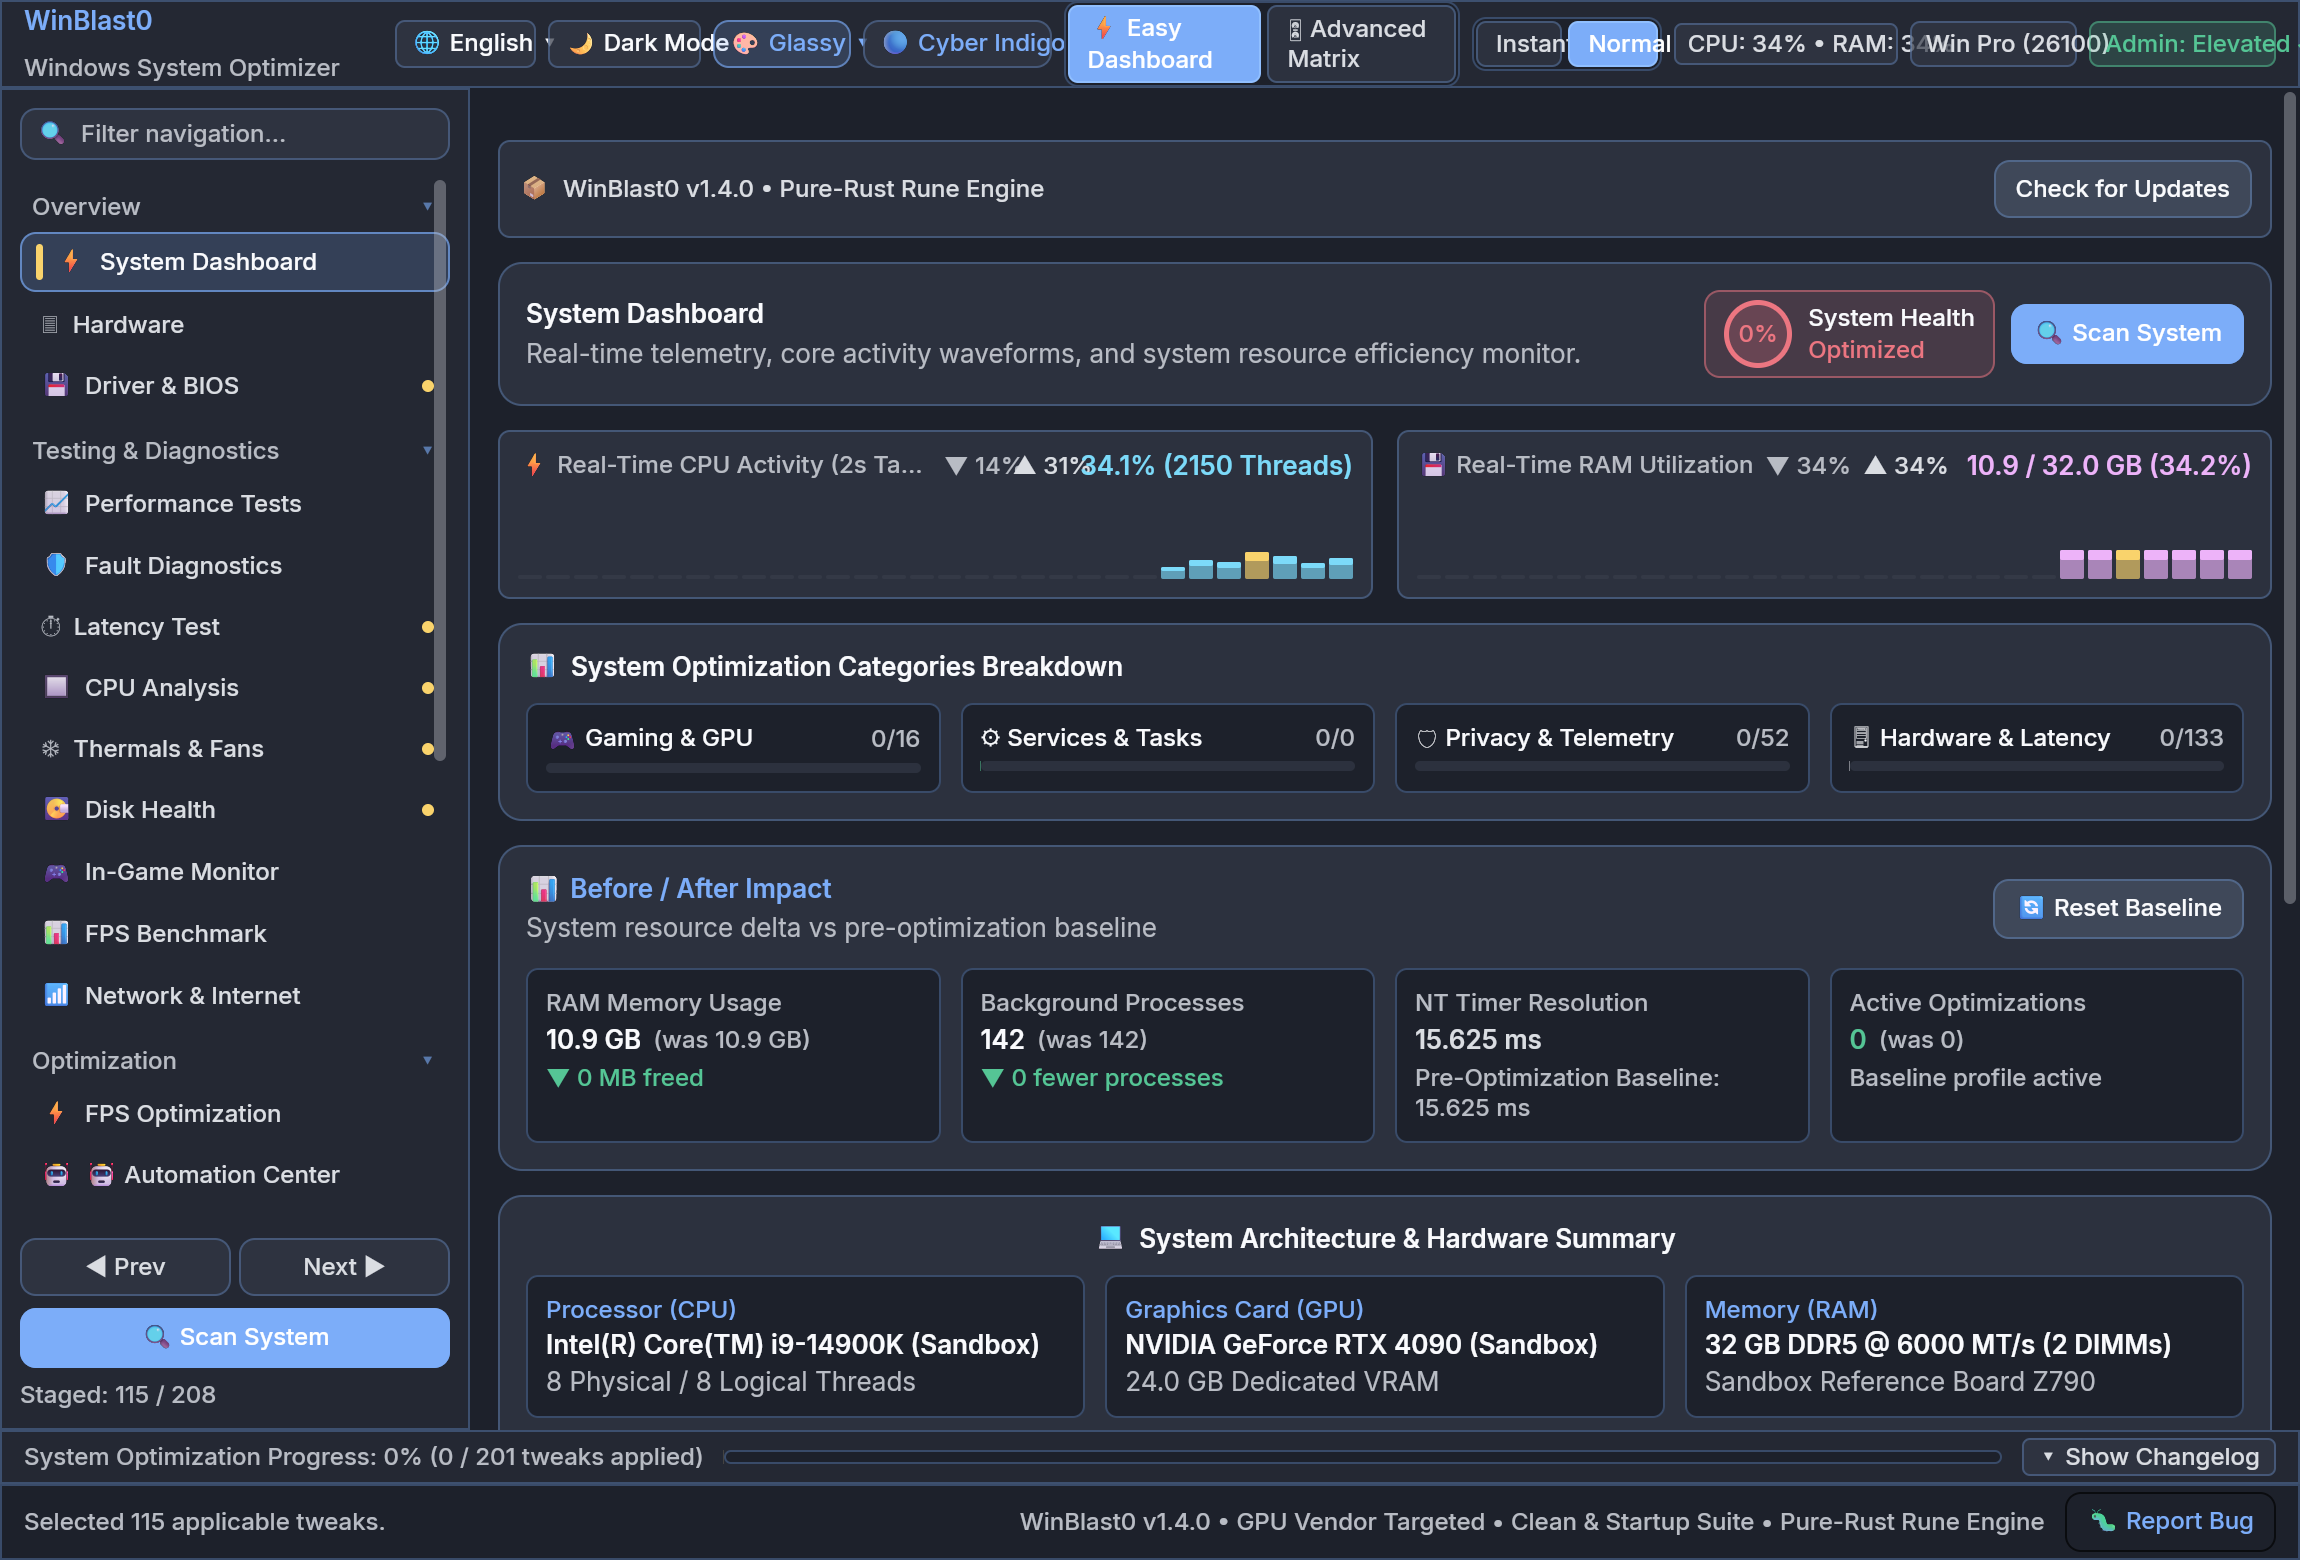 WinBlast0
Windows System Optimizer
English
Dark Mode
Glassy
Cyber Indigo
Easy Dashboard
Advanced Matrix
Instant
Normal
CPU: 34% • RAM: 34%
Win Pro (26100)
Admin: Elevated
Filter navigation...
Overview
System Dashboard
Hardware
Driver & BIOS
Testing & Diagnostics
Performance Tests
Fault Diagnostics
Latency Test
CPU Analysis
Thermals & Fans
Disk Health
In-Game Monitor
FPS Benchmark
Network & Internet
Optimization
FPS Optimization
Automation Center
◀ Prev
Next ▶
Scan System
Staged: 115 / 208
WinBlast0 v1.4.0 • Pure-Rust Rune Engine
Check for Updates
System Dashboard
Real-time telemetry, core activity waveforms, and system resource efficiency monitor.
0%
System Health
Optimized
Scan System
Real-Time CPU Activity (2s Ta... ▼ 14% ▲ 31% 34.1% (2150 Threads)
Real-Time RAM Utilization ▼ 34% ▲ 34% 10.9 / 32.0 GB (34.2%)
System Optimization Categories Breakdown
Gaming & GPU 0/16
Services & Tasks 0/0
Privacy & Telemetry 0/52
Hardware & Latency 0/133
Before / After Impact
System resource delta vs pre-optimization baseline
Reset Baseline
RAM Memory Usage
10.9 GB (was 10.9 GB)
▼ 0 MB freed
Background Processes
142 (was 142)
▼ 0 fewer processes
NT Timer Resolution
15.625 ms
Pre-Optimization Baseline:
15.625 ms
Active Optimizations
0 (was 0)
Baseline profile active
System Architecture & Hardware Summary
Processor (CPU)
Intel(R) Core(TM) i9-14900K (Sandbox)
8 Physical / 8 Logical Threads
Graphics Card (GPU)
NVIDIA GeForce RTX 4090 (Sandbox)
24.0 GB Dedicated VRAM
Memory (RAM)
32 GB DDR5 @ 6000 MT/s (2 DIMMs)
Sandbox Reference Board Z790
System Optimization Progress: 0% (0 / 201 tweaks applied)
▼ Show Changelog
Selected 115 applicable tweaks.
WinBlast0 v1.4.0 • GPU Vendor Targeted • Clean & Startup Suite • Pure-Rust Rune Engine
Report Bug